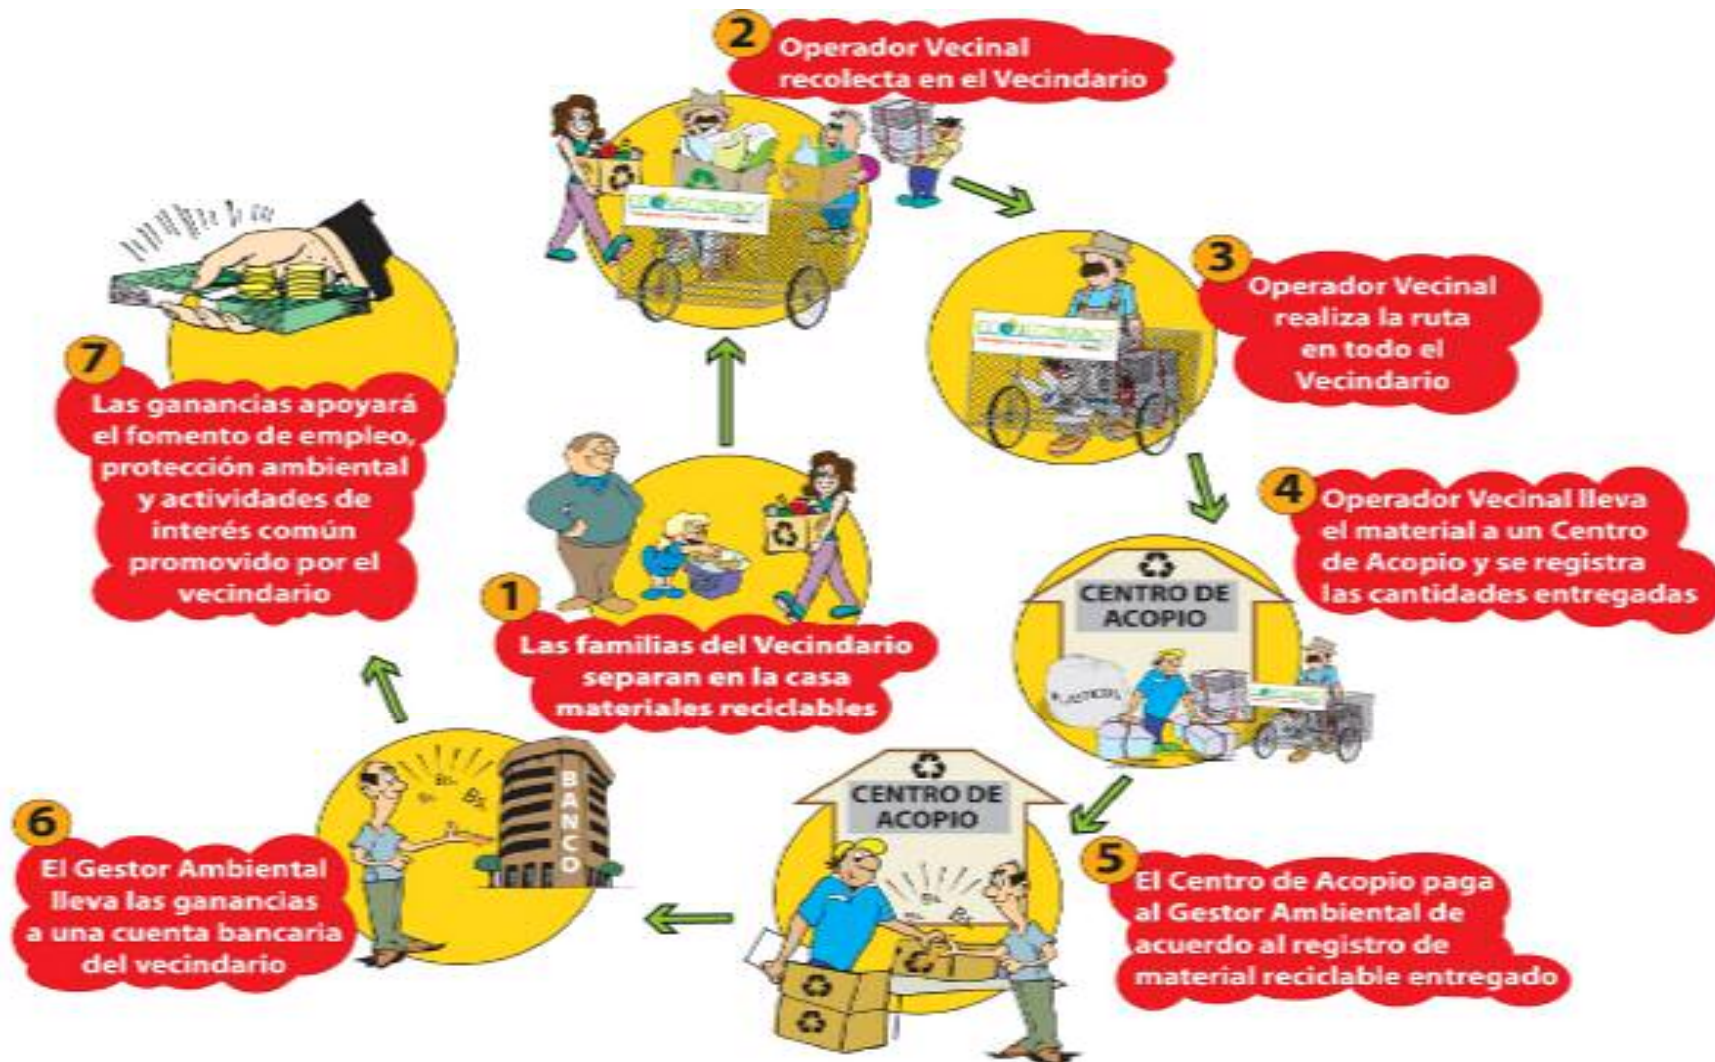 1
Las familias del Vecindario
separan en la casa
materiales reciclables
2
Operador Vecinal
recolecta en el Vecindario
3
Operador Vecinal
realiza la ruta
en todo el
Vecindario
4
Operador Vecinal lleva
el material a un Centro
de Acopio y se registra
las cantidades entregadas
CENTRO DE
ACOPIO
5
El Centro de Acopio paga
al Gestor Ambiental de
acuerdo al registro de
material reciclable entregado
CENTRO DE
ACOPIO
Bs.
6
El Gestor Ambiental
lleva las ganancias
a una cuenta bancaria
del vecindario
Bs.
Bs.
Bs.
BANCO
7
Las ganancias apoyará
el fomento de empleo,
protección ambiental
y actividades de
interés común
promovido por el
vecindario